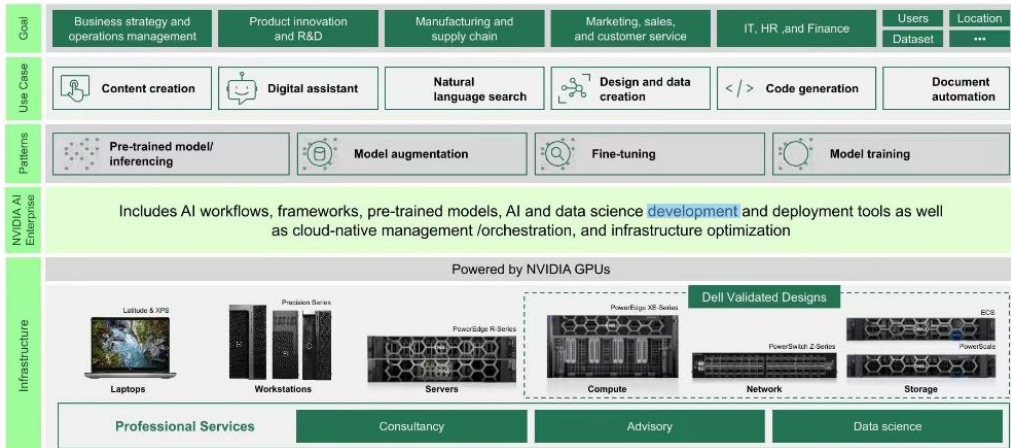 Goal
Business strategy and
operations management
Product innovation
and R&D
Manufacturing and
supply chain
Marketing, sales,
and customer service
IT, HR ,and Finance
Users
Location
Dataset
•••
Use Case
Content creation
Digital assistant
Natural
language search
Design and data
creation
</> Code generation
Document
automation
Patterns
Pre-trained model/
inferencing
Model augmentation
Fine-tuning
Model training
NVIDIA AI
Enterprise
Includes AI workflows, frameworks, pre-trained models, AI and data science development and deployment tools as well
as cloud-native management /orchestration, and infrastructure optimization
Infrastructure
Powered by NVIDIA GPUs
Dell Validated Designs
Latitude & XPS
Laptops
Precision Series
Workstations
PowerEdge R-Series
Servers
PowerEdge XE-Series
Compute
PowerSwitch Z-Series
Network
ECS
PowerScale
Storage
Professional Services
Consultancy
Advisory
Data science